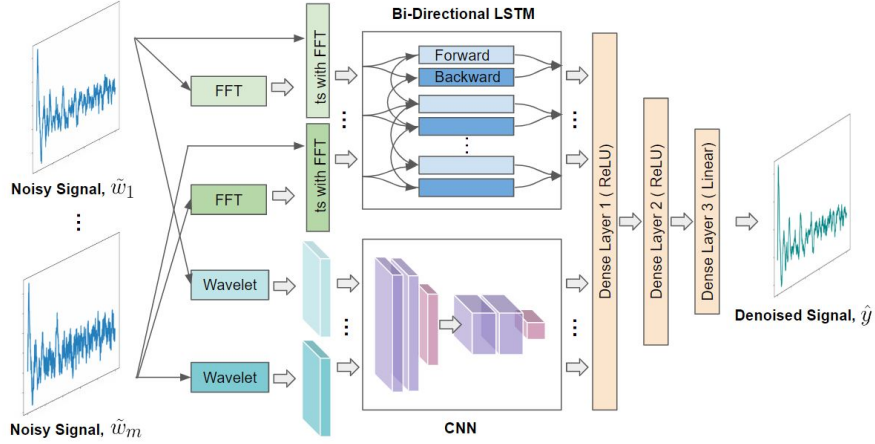 Bi-Directional LSTM
ts with FFT
FFT
Forward
Backward
Noisy Signal, w̃₁
ts with FFT
FFT
Wavelet
Wavelet
Noisy Signal, w̃ₘ
CNN
Dense Layer 1 ( ReLU)
Dense Layer 2 ( ReLU)
Dense Layer 3 ( Linear)
Denoised Signal, ŷ